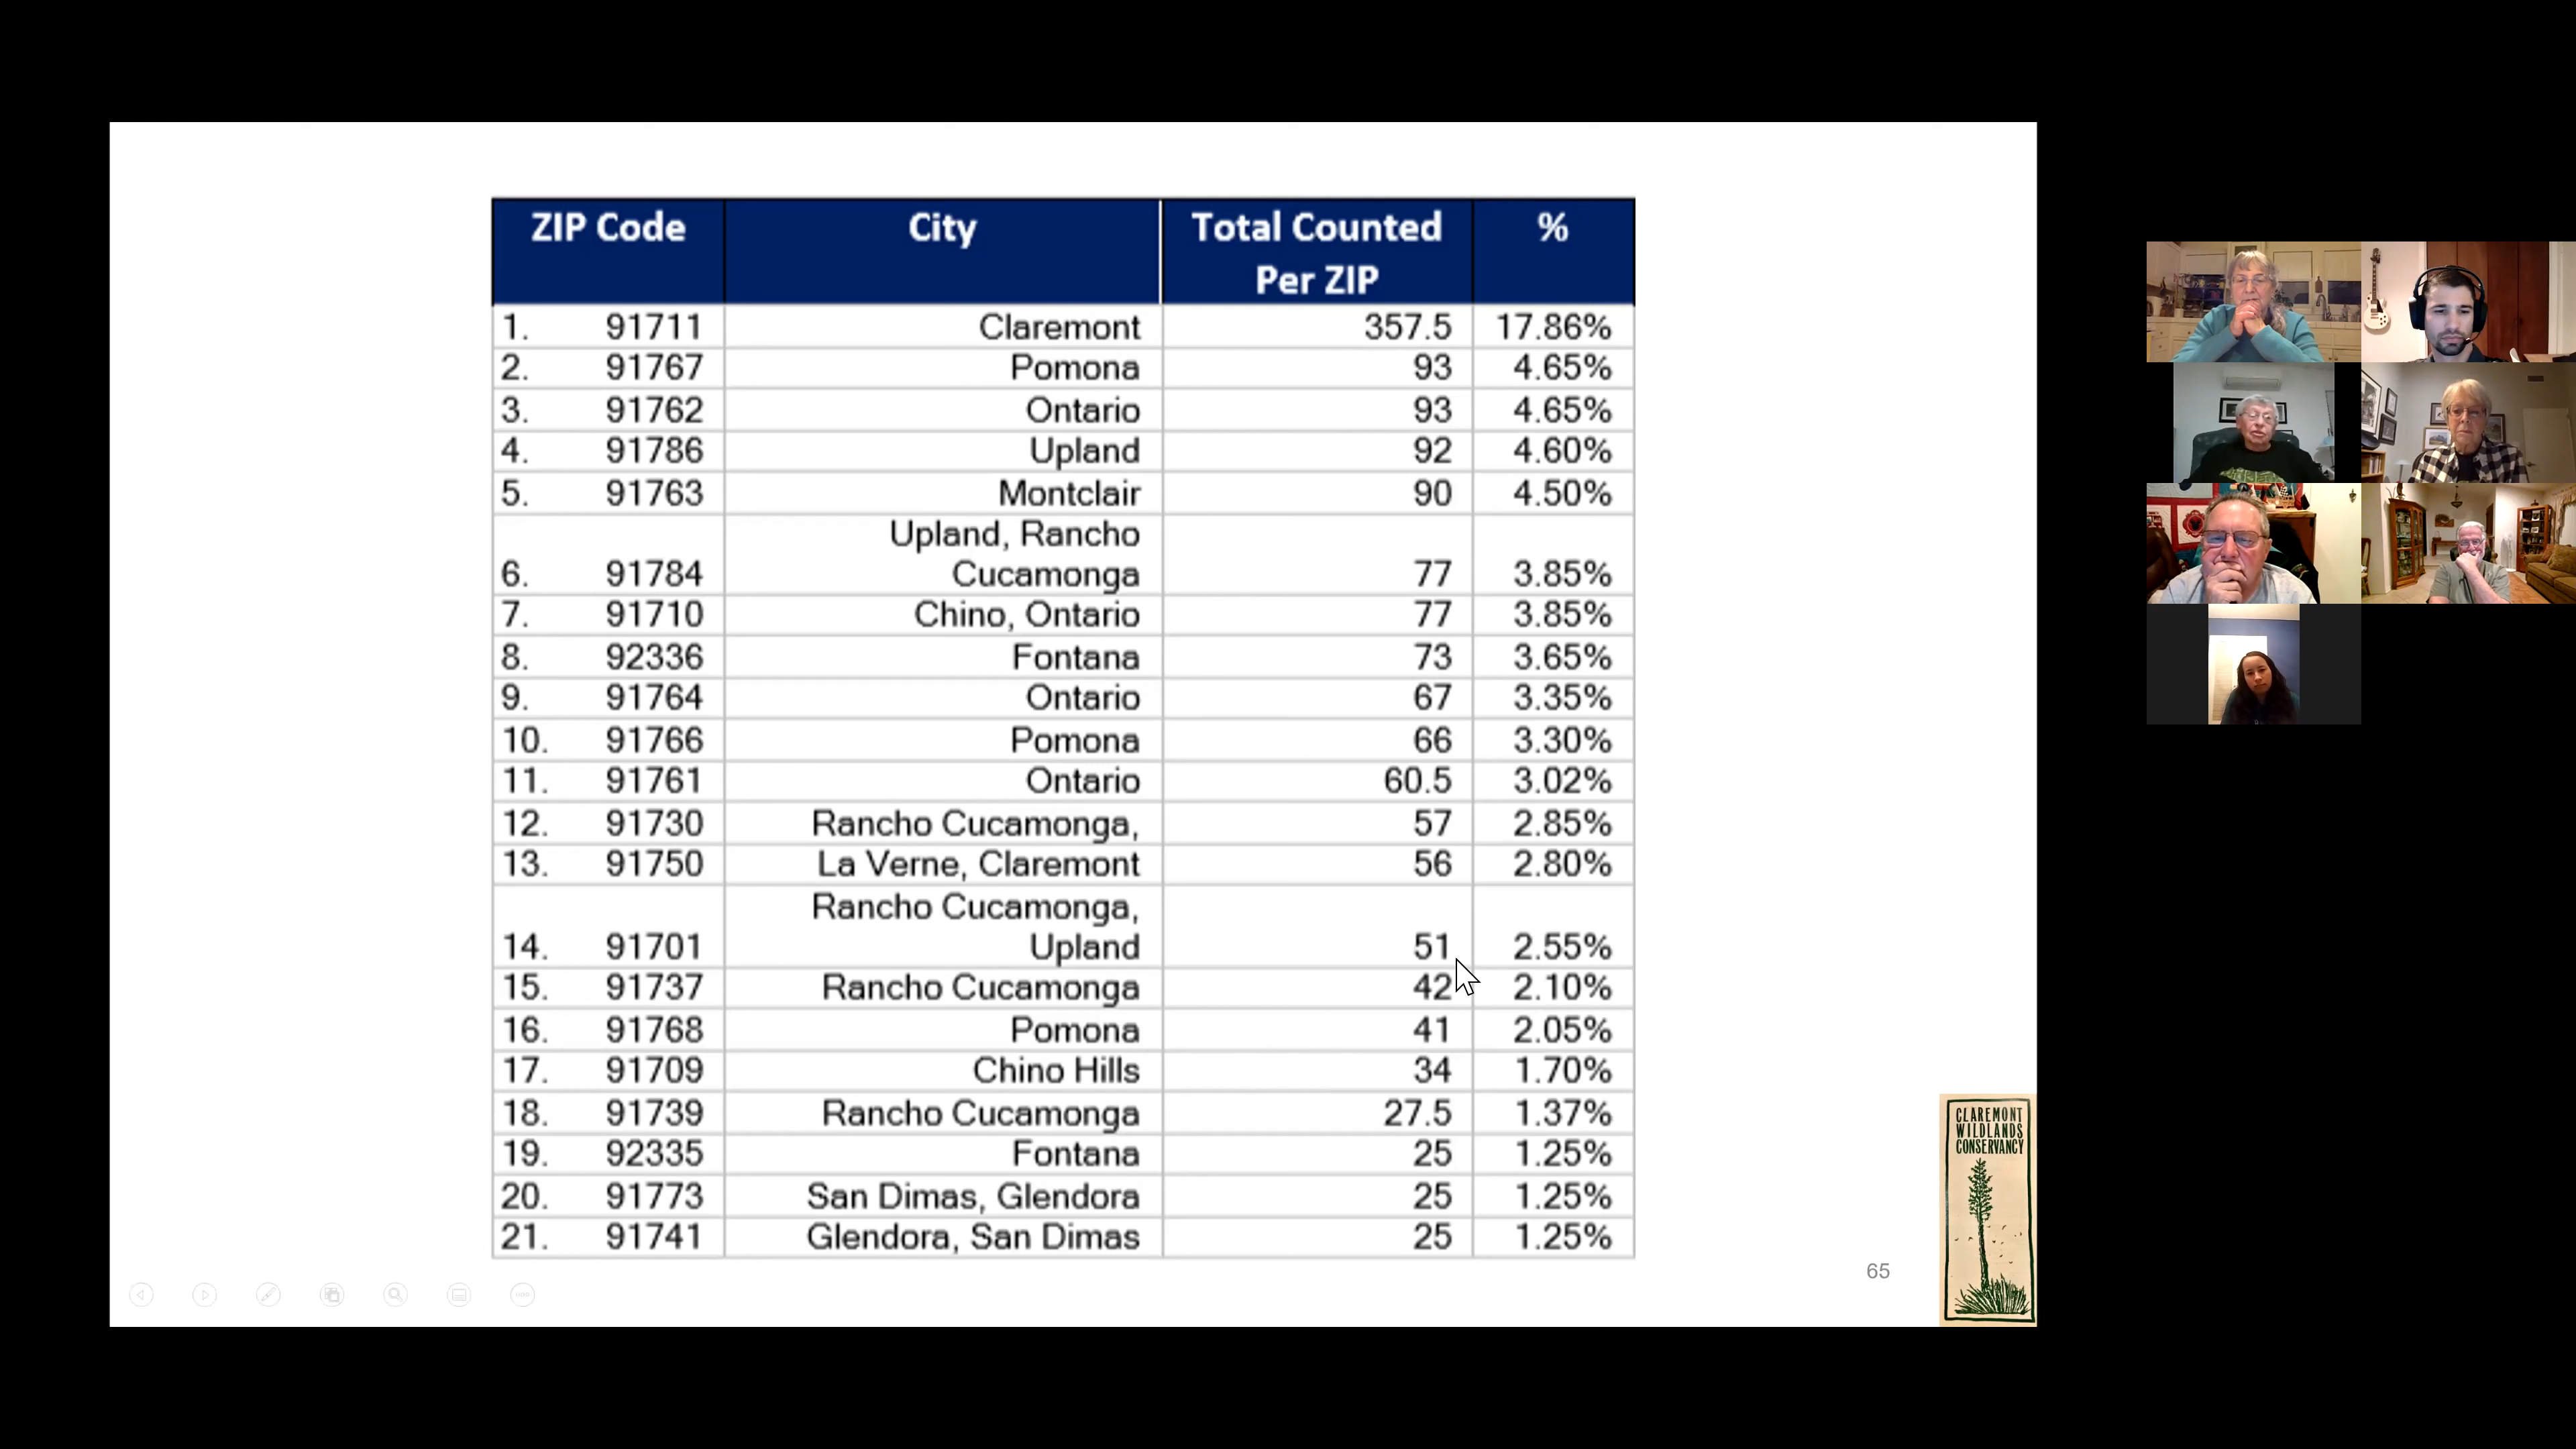 ZIP Code City Total Counted %
Per ZIP
1. 91711 Claremont 357.5 17.86%
2. 91767 Pomona 93 4.65%
3. 91762 Ontario 93 4.65%
4. 91786 Upland 92 4.60%
5. 91763 Montclair 90 4.50%
Upland, Rancho
6. 91784 Cucamonga 77 3.85%
7. 91710 Chino, Ontario 77 3.85%
8. 92336 Fontana 73 3.65%
9. 91764 Ontario 67 3.35%
10. 91766 Pomona 66 3.30%
11. 91761 Ontario 60.5 3.02%
12. 91730 Rancho Cucamonga, 57 2.85%
13. 91750 La Verne, Claremont 56 2.80%
Rancho Cucamonga,
14. 91701 Upland 51 2.55%
15. 91737 Rancho Cucamonga 42 2.10%
16. 91768 Pomona 41 2.05%
17. 91709 Chino Hills 34 1.70%
18. 91739 Rancho Cucamonga 27.5 1.37%
19. 92335 Fontana 25 1.25%
20. 91773 San Dimas, Glendora 25 1.25%
21. 91741 Glendora, San Dimas 25 1.25%
65
CLAREMONT
WILDLANDS
CONSERVANCY